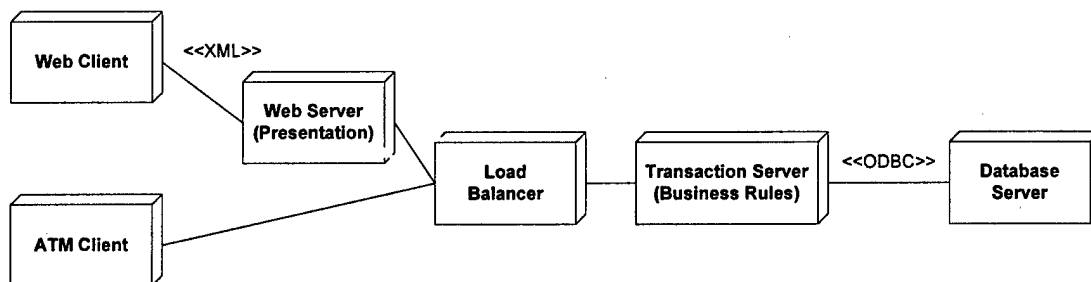 Web Client
<<XML>>
Web Server
(Presentation)
ATM Client
Load
Balancer
Transaction Server
(Business Rules)
<<ODBC>>
Database
Server